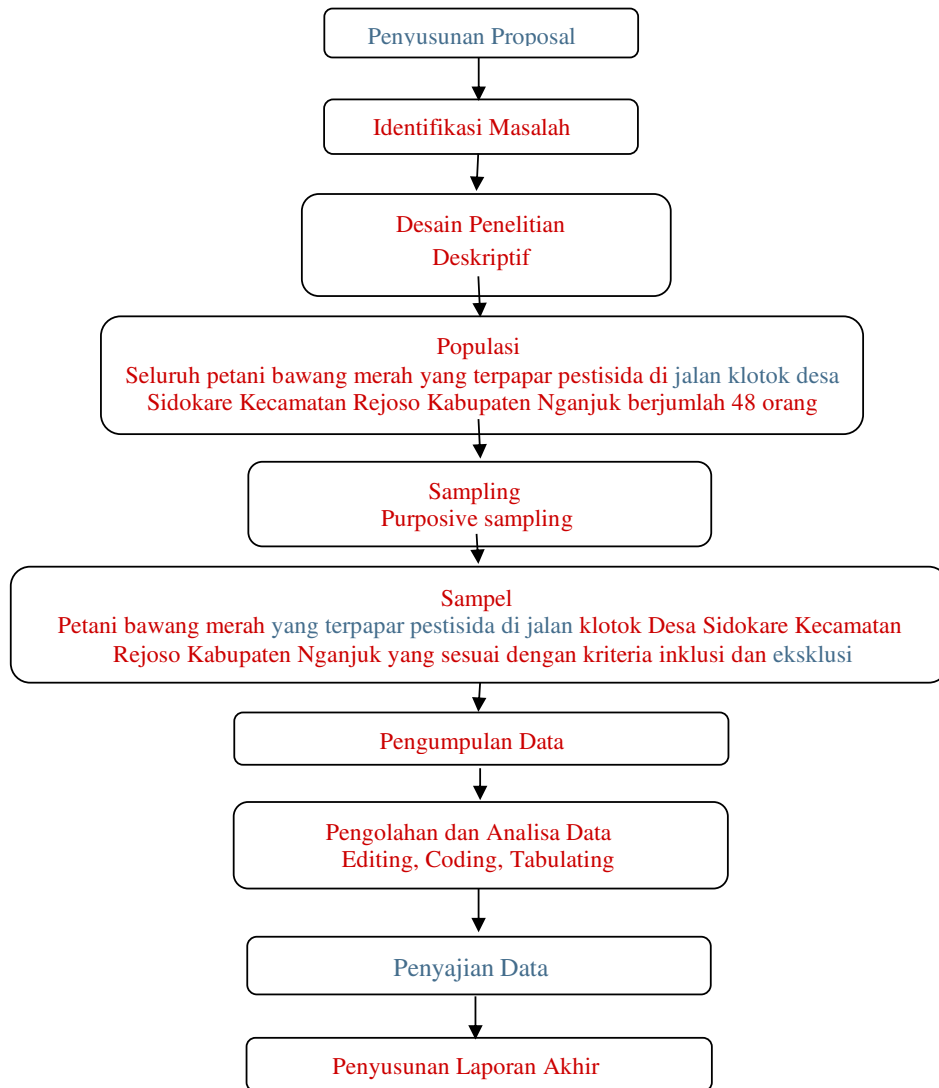 Penyusunan Proposal
Identifikasi Masalah
Desain Penelitian
Deskriptif
Populasi
Seluruh petani bawang merah yang terpapar pestisida di jalan klotok desa
Sidokare Kecamatan Rejoso Kabupaten Nganjuk berjumlah 48 orang
Sampling
Purposive sampling
Sampel
Petani bawang merah yang terpapar pestisida di jalan klotok Desa Sidokare Kecamatan
Rejoso Kabupaten Nganjuk yang sesuai dengan kriteria inklusi dan eksklusi
Pengumpulan Data
Pengolahan dan Analisa Data
Editing, Coding, Tabulating
Penyajian Data
Penyusunan Laporan Akhir